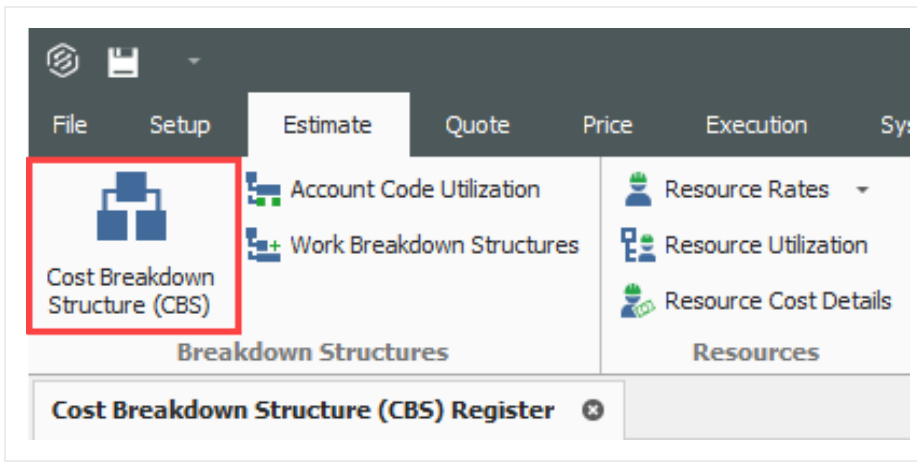 File Setup Estimate Quote Price Execution
Account Code Utilization
Work Breakdown Structures
Cost Breakdown
Structure (CBS)
Breakdown Structures
Resource Rates
Resource Utilization
Resource Cost Details
Resources
Cost Breakdown Structure (CBS) Register